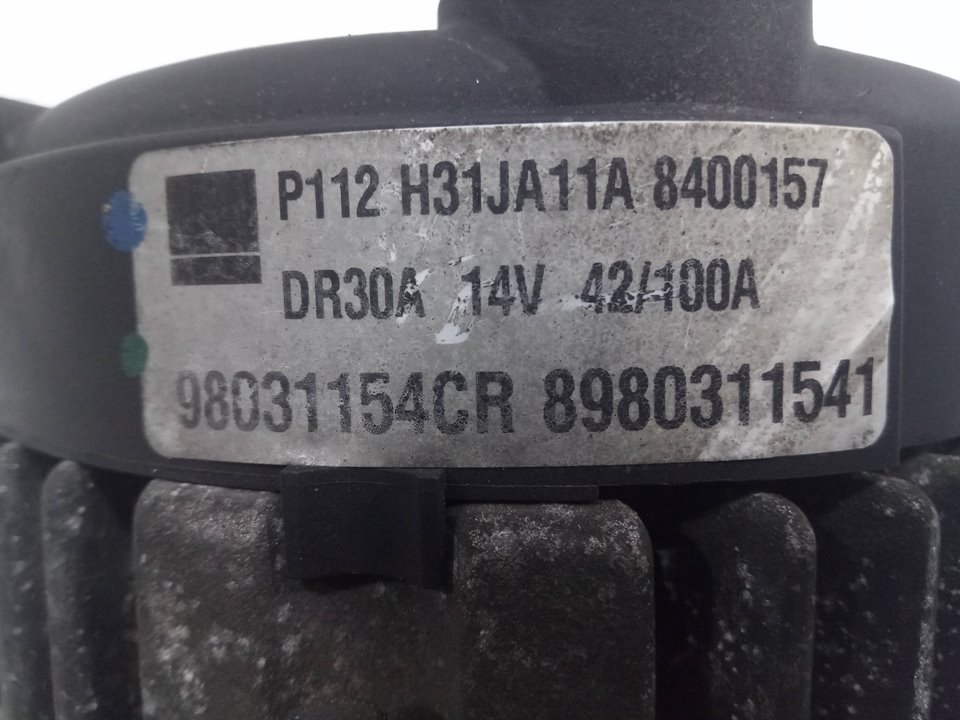 P112 H31JA11A 8400157
DR30A 14V 42/100A
98031154CR 8980311541